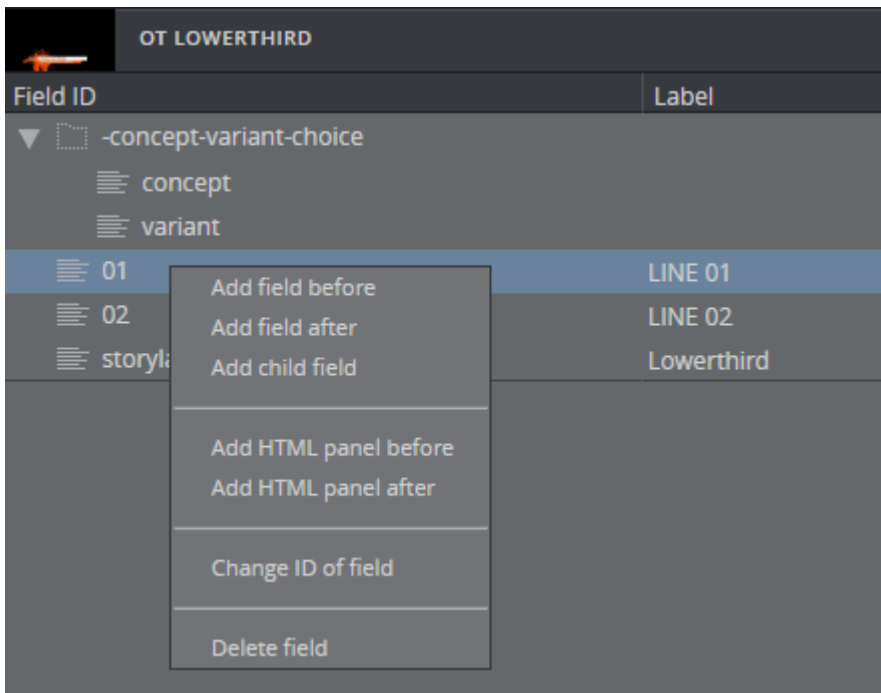 OT LOWERTHIRD
Field ID Label
-concept-variant-choice
concept
variant
01 LINE 01
02 LINE 02
Lowerthird
Add field before
Add field after
Add child field
Add HTML panel before
Add HTML panel after
Change ID of field
Delete field